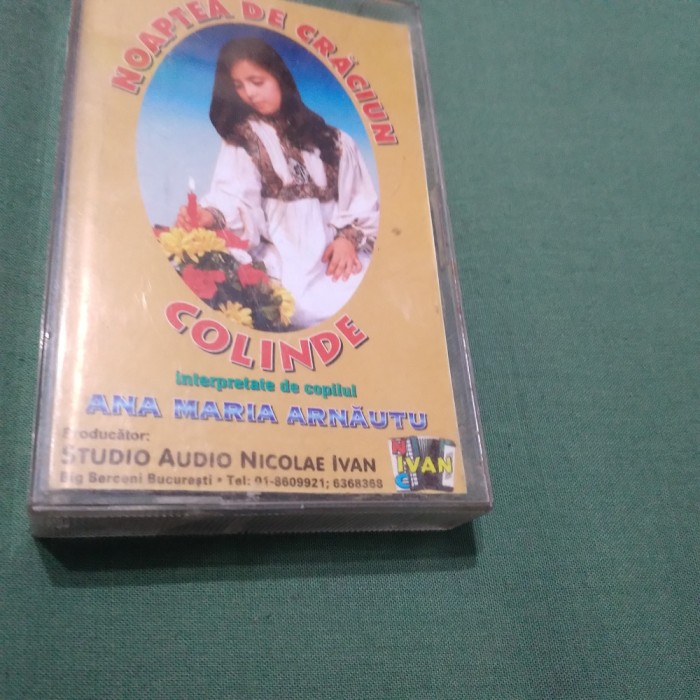 NOAPTEA DE CRĂCIUN
COLINDE
interpretate de copilul
ANA MARIA ARNĂUTU
Producător:
STUDIO AUDIO NICOLAE IVAN
Big Berceni București • Tel: 01-8609921; 6368368
IVAN